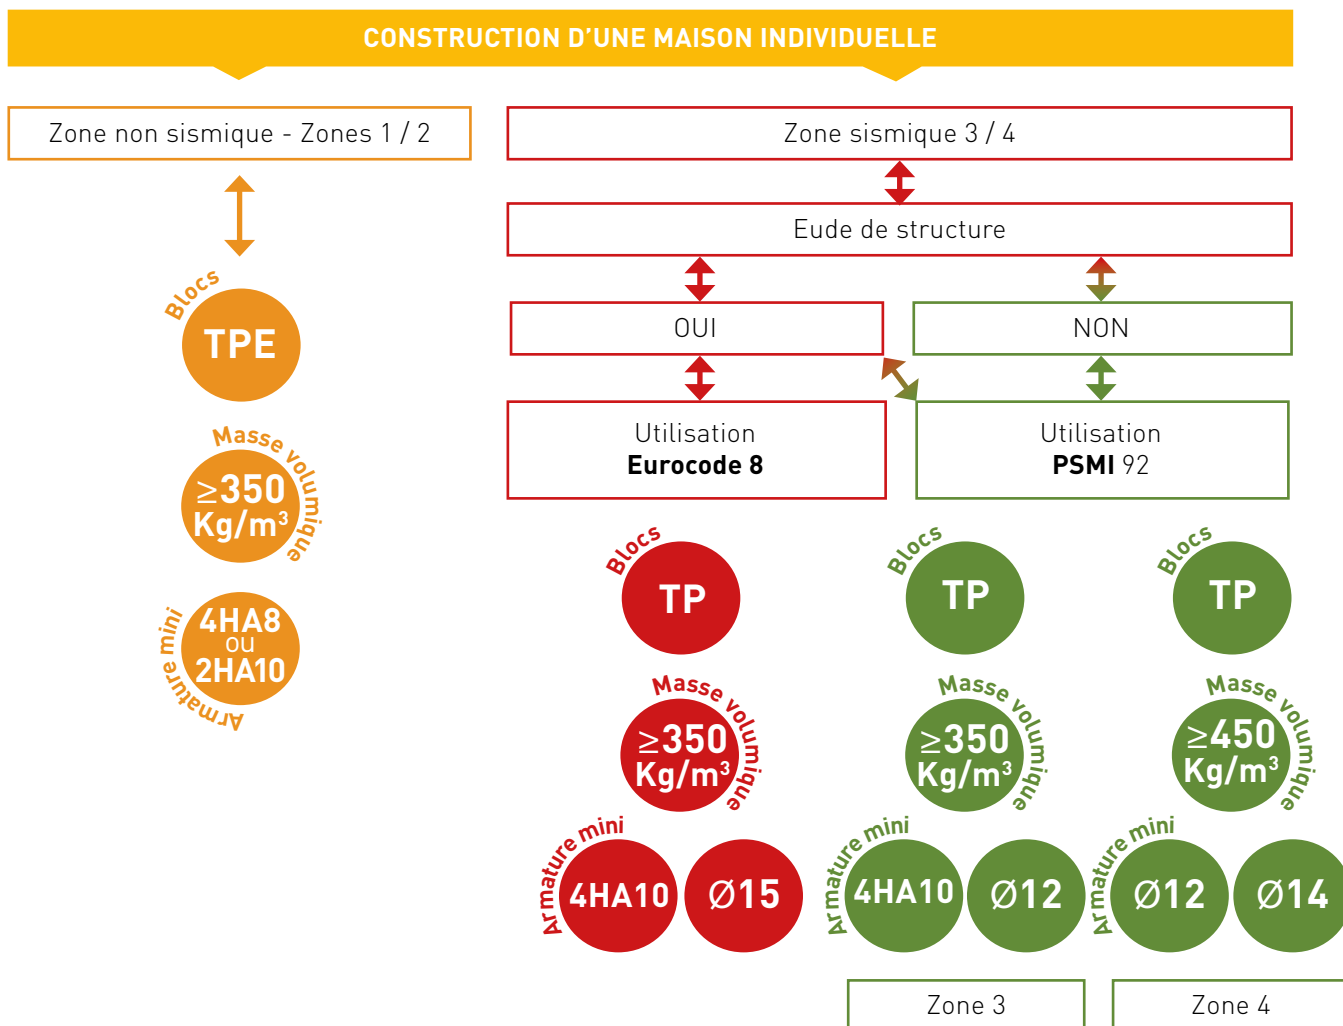 CONSTRUCTION D'UNE MAISON INDIVIDUELLE
Zone non sismique - Zones 1 / 2
Blocs
TPE
Masse volumique
≥350
Kg/m³
Armature mini
4HA8
ou
2HA10
Zone sismique 3 / 4
Eude de structure
OUI
NON
Utilisation
Eurocode 8
Utilisation
PSMI 92
Blocs
TP
Masse volumique
≥350
Kg/m³
Armature mini
4HA10
Ø15
Blocs
TP
Masse volumique
≥350
Kg/m³
Armature mini
4HA10
Ø12
Zone 3
Blocs
TP
Masse volumique
≥450
Kg/m³
Armature mini
Ø12
Ø14
Zone 4